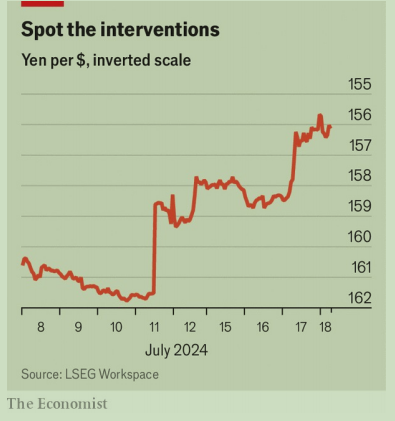 Spot the interventions
Yen per $, inverted scale
155
156
157
158
159
160
161
162
8 9 10 11 12 15 16 17 18
July 2024
Source: LSEG Workspace
The Economist